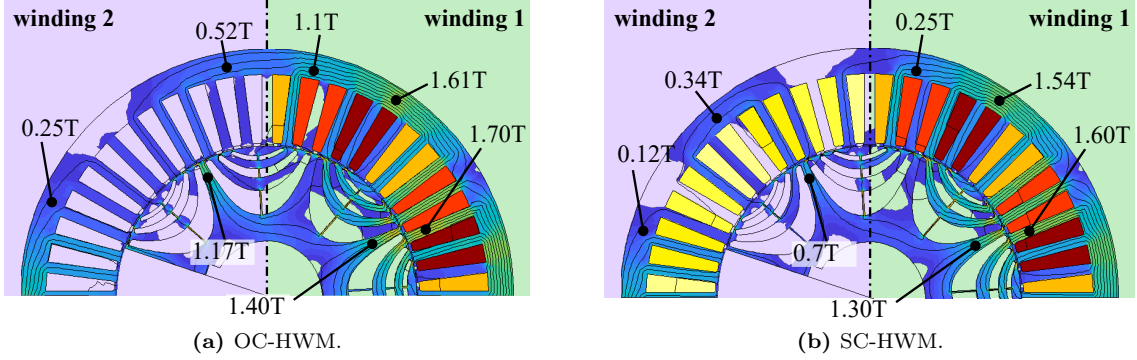 winding 2
winding 1
0.52T
1.1T
1.61T
0.25T
1.70T
1.17T
1.40T
(a) OC-HWM.
winding 2
winding 1
0.25T
0.34T
1.54T
0.12T
1.60T
0.7T
1.30T
(b) SC-HWM.